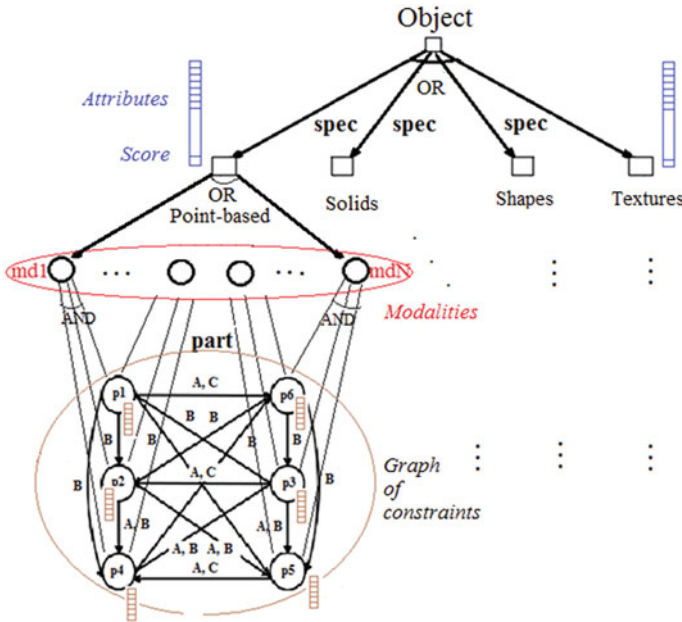 Object
OR
Attributes
spec spec spec
Score
OR
Point-based
Solids
Shapes
Textures
md1
mdN
AND
AND
Modalities
part
p1
A, C
p6
B
B B
B
p2
A, C
p3
B
B
Graph
of
constraints
A, B
A, B A, B
A, B
p4
A, C
p5